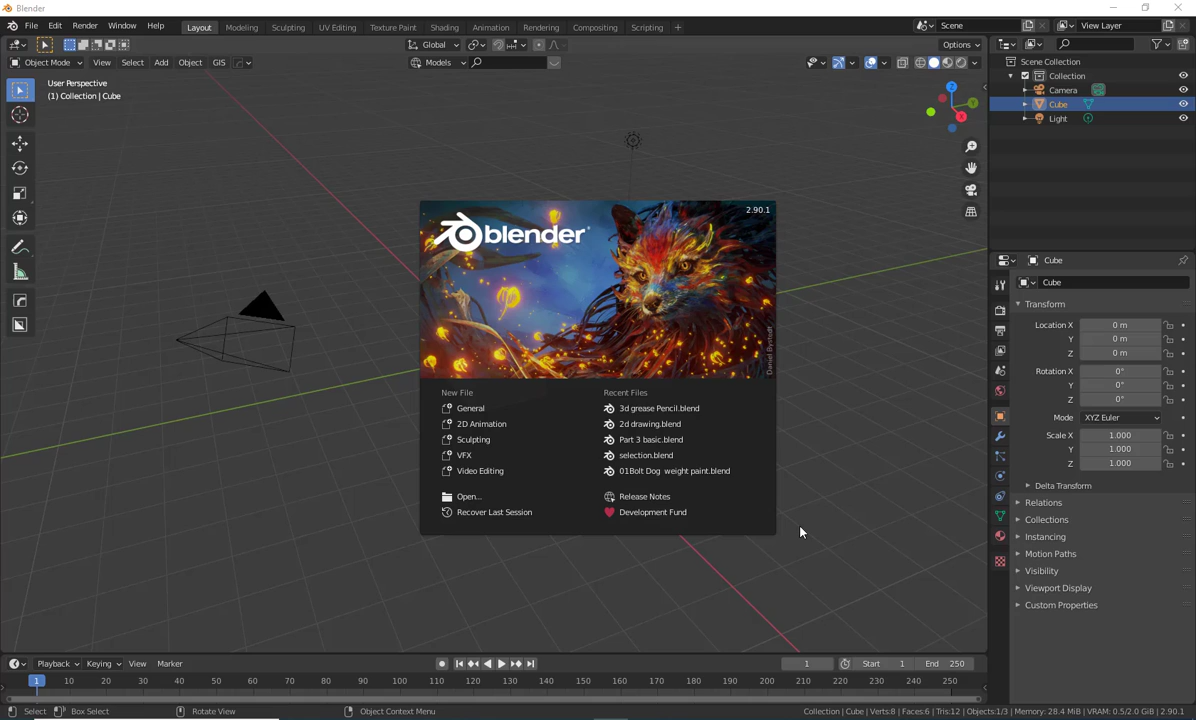 Blender
File Edit Render Window Help Layout Modeling Sculpting UV Editing Texture Paint Shading Animation Rendering Compositing Scripting + Scene View Layer
Global Options
Object Mode View Select Add Object GIS Models
User Perspective
(1) Collection | Cube
Z
Y
X
Scene Collection
Collection
Camera
Cube
Light
2.90.1
blender
Daniel Bystedt
New File
General
2D Animation
Sculpting
VFX
Video Editing
Open...
Recover Last Session
Recent Files
3d grease Pencil.blend
2d drawing.blend
Part 3 basic.blend
selection.blend
01Bolt Dog weight paint.blend
Release Notes
Development Fund
Cube
Cube
Transform
Location X 0 m
Y 0 m
Z 0 m
Rotation X 0°
Y 0°
Z 0°
Mode XYZ Euler
Scale X 1.000
Y 1.000
Z 1.000
Delta Transform
Relations
Collections
Instancing
Motion Paths
Visibility
Viewport Display
Custom Properties
Playback Keying View Marker 1 Start 1 End 250
1 10 20 30 40 50 60 70 80 90 100 110 120 130 140 150 160 170 180 190 200 210 220 230 240 250
Select Box Select Rotate View Object Context Menu Collection | Cube | Verts:8 | Faces:6 | Tris:12 | Objects:1/3 | Memory: 28.4 MiB | VRAM: 0.5/2.0 GiB | 2.90.1